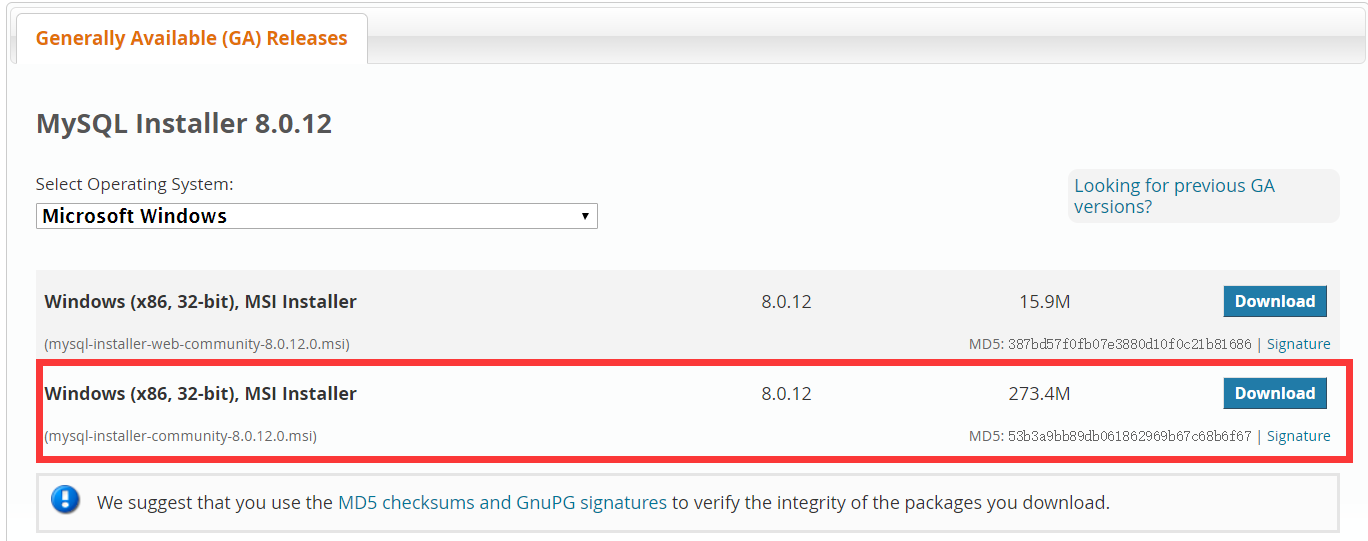 Generally Available (GA) Releases
MySQL Installer 8.0.12
Select Operating System:
Microsoft Windows
Looking for previous GA
versions?
Windows (x86, 32-bit), MSI Installer 8.0.12 15.9M Download
(mysql-installer-web-community-8.0.12.0.msi) MD5: 387bd57f0fb07e3880d10f0c21b81686 | Signature
Windows (x86, 32-bit), MSI Installer 8.0.12 273.4M Download
(mysql-installer-community-8.0.12.0.msi) MD5: 53b3a9bb89db061862969b67c68b6f67 | Signature
We suggest that you use the MD5 checksums and GnuPG signatures to verify the integrity of the packages you download.